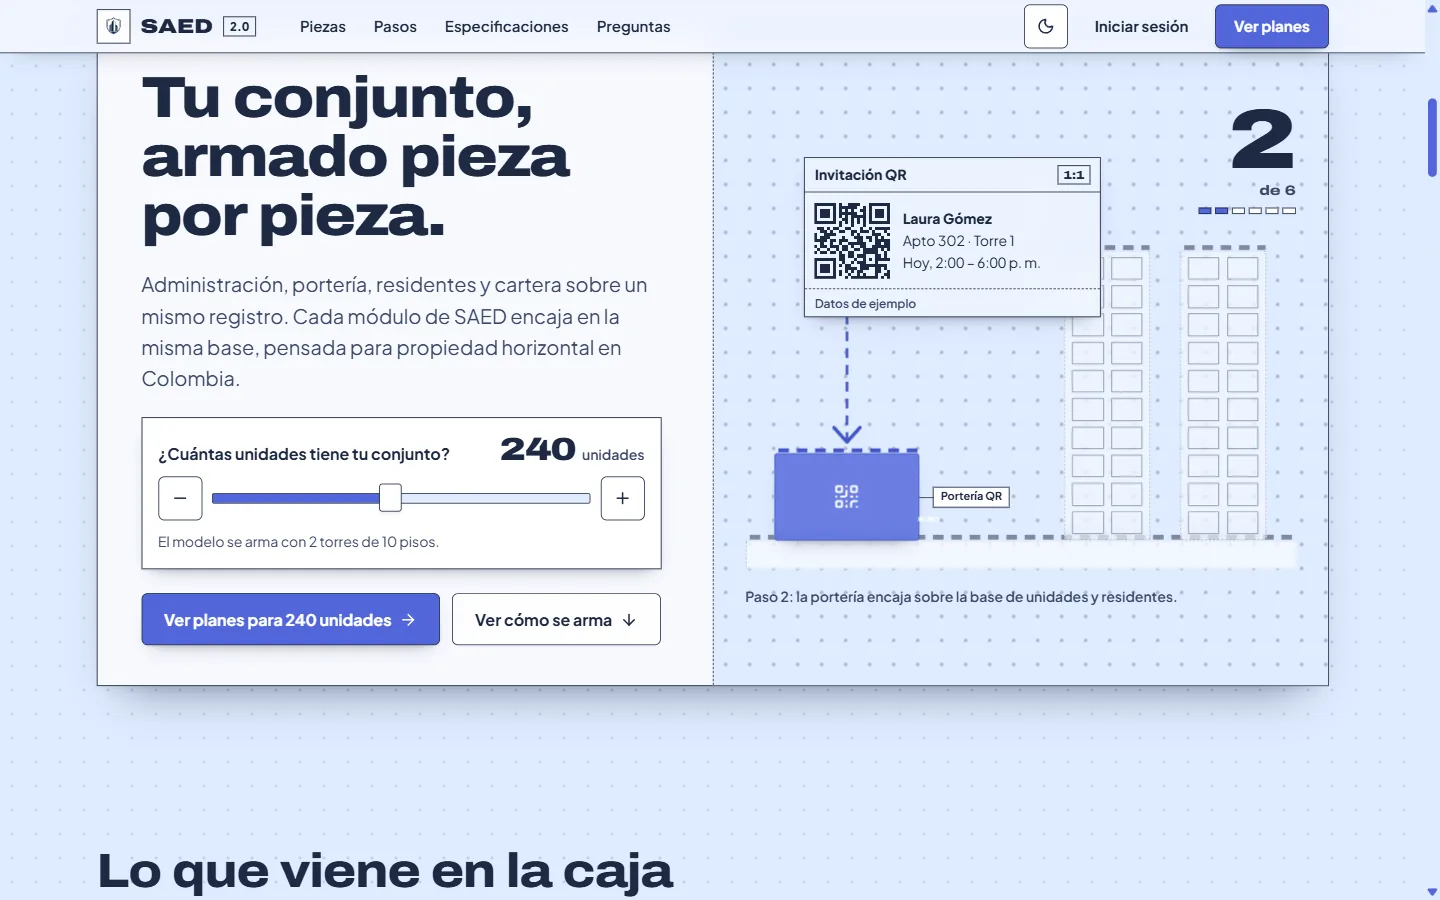 SAED 2.0 Piezas Pasos Especificaciones Preguntas Iniciar sesión Ver planes
Tu conjunto,
armado pieza
por pieza.
Administración, portería, residentes y cartera sobre un
mismo registro. Cada módulo de SAED encaja en la
misma base, pensada para propiedad horizontal en
Colombia.
¿Cuántas unidades tiene tu conjunto? 240 unidades
El modelo se arma con 2 torres de 10 pisos.
Ver planes para 240 unidades → Ver cómo se arma ↓
2
de 6
Invitación QR 1:1
Laura Gómez
Apto 302 · Torre 1
Hoy, 2:00 – 6:00 p. m.
Datos de ejemplo
Portería QR
Paso 2: la portería encaja sobre la base de unidades y residentes.
Lo que viene en la caja